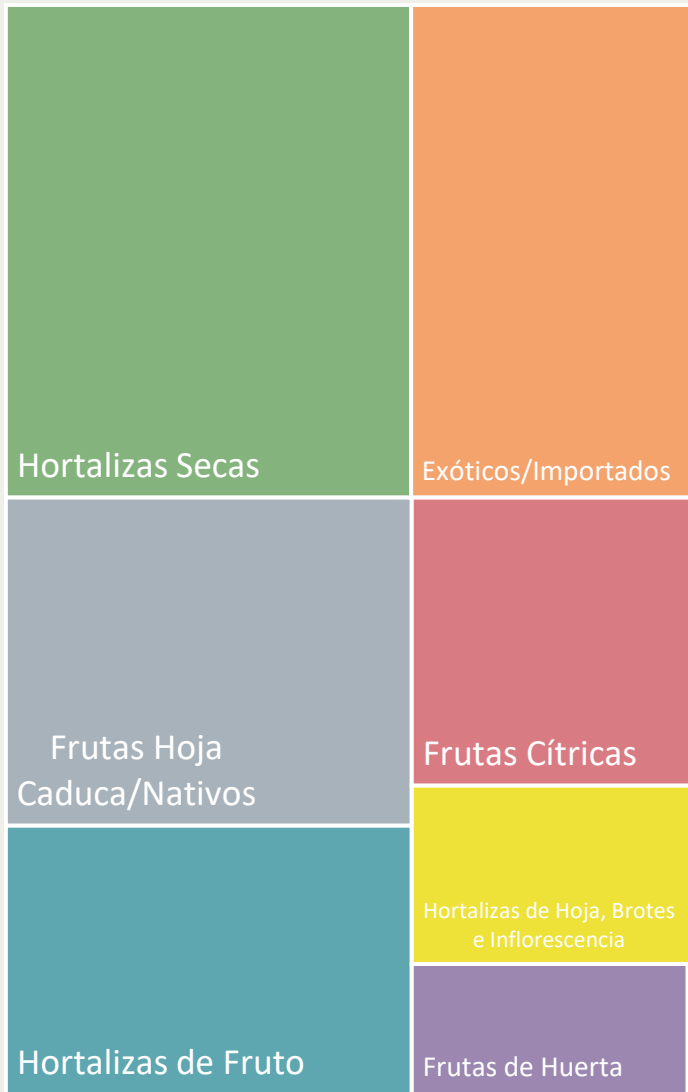 Hortalizas Secas
Exóticos/Importados
Frutas Hoja
Caduca/Nativos
Frutas Cítricas
Hortalizas de Hoja, Brotes
e Inflorescencia
Hortalizas de Fruto
Frutas de Huerta